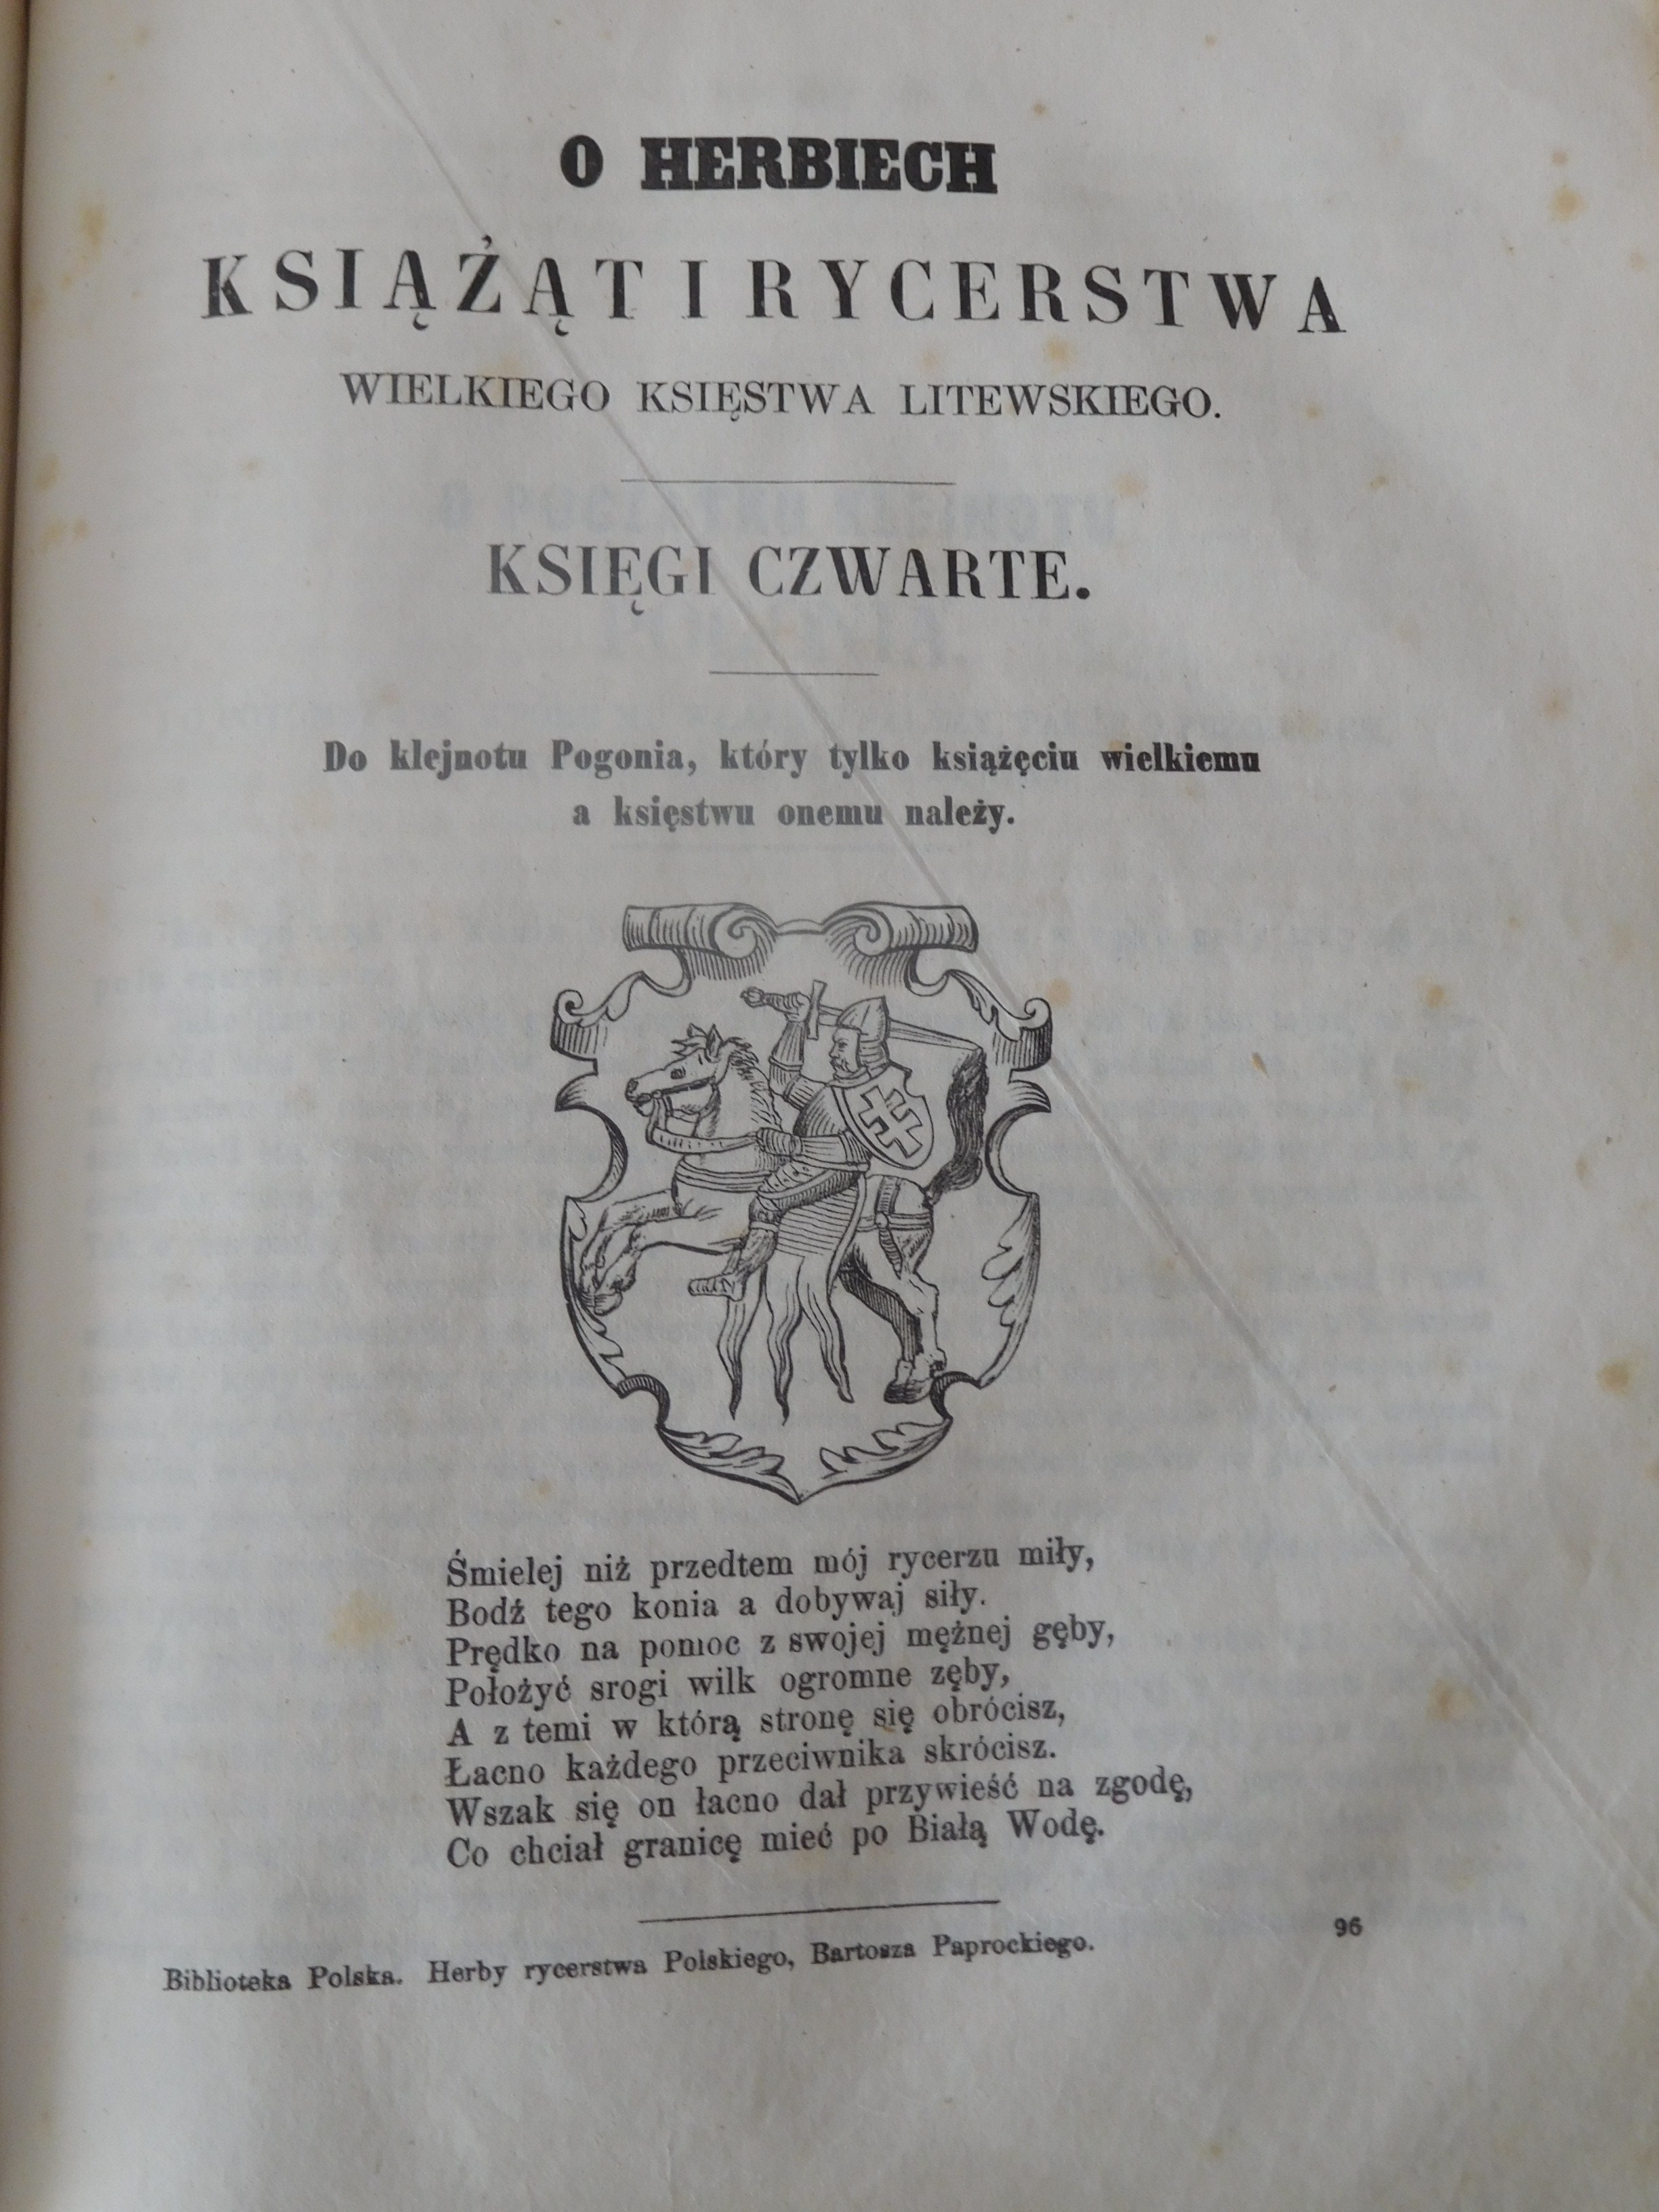 O HERBIECH
KSIĄŻĄT I RYCERSTWA
WIELKIEGO KSIĘSTWA LITEWSKIEGO.
KSIĘGI CZWARTE.
Do klejnotu Pogonia, który tylko książęciu wielkiemu
a księstwu onemu należy.
Śmielej niż przedtem mój rycerzu miły,
Bodź tego konia a dobywaj siły.
Prędko na pomoc z swojej mężnej gęby,
Położyć srogi wilk ogromne zęby,
A z temi w którą stronę się obrócisz,
Łacno każdego przeciwnika skrócisz.
Wszak się on łacno dał przywieść na zgodę,
Co chciał granicę mieć po Białą Wodę.
Biblioteka Polska. Herby rycerstwa Polskiego, Bartosza Paprockiego.
96